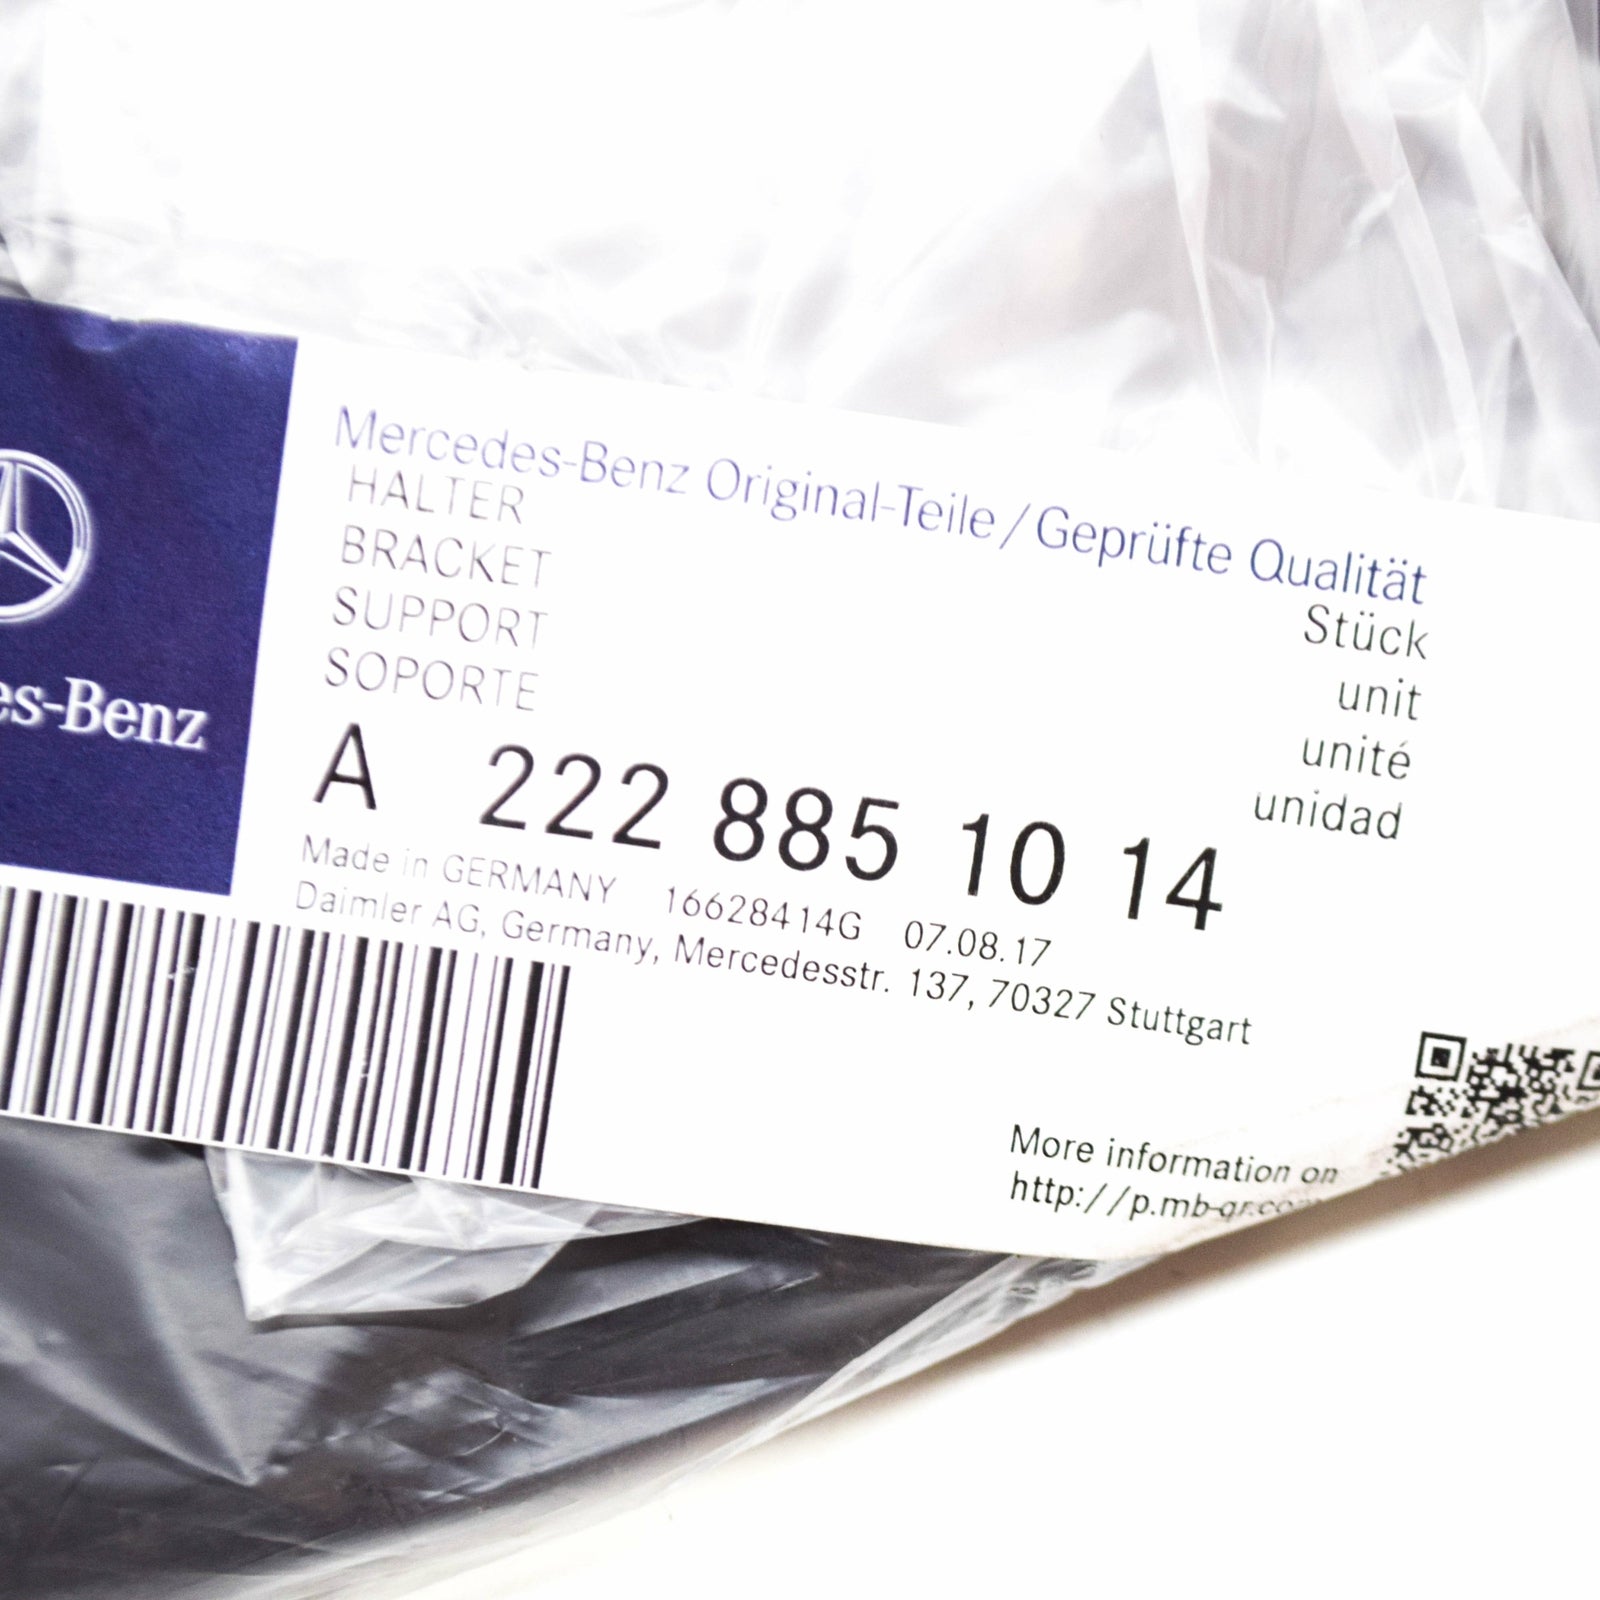 Mercedes-Benz Original-Teile/Geprüfte Qualität
HALTER
BRACKET
SUPPORT
SOPORTE
Stück
unit
unité
unidad
es-Benz
A 222 885 10 14
Made in GERMANY 16628414G 07.08.17
Daimler AG, Germany, Mercedesstr. 137, 70327 Stuttgart
More information on
http://p.mb-qr.com